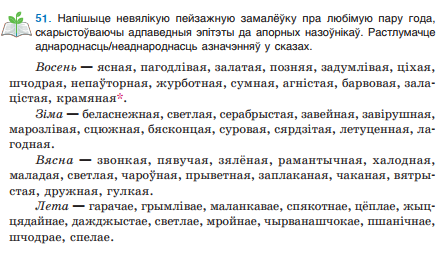 51. Напішыце невялікую пейзажную замалёўку пра любімую пару года,
скарыстоўваючы адпаведныя эпітэты да апорных назоўнікаў. Растлумачце
аднароднасць/неаднароднасць азначэнняў у сказах.
Восень — ясная, пагодлівая, залатая, позняя, задумлівая, ціхая,
шчодрая, непаўторная, журботная, сумная, агністая, барвовая, зала-
цістая, крамяная*.
Зіма — беласнежная, светлая, серабрыстая, завейная, завірушная,
марозлівая, сцюжная, бясконцая, суровая, сярдзітая, летуценная, ла-
годная.
Вясна — звонкая, пявучая, зялёная, рамантычная, халодная,
маладая, светлая, чароўная, прыветная, заплаканая, чаканая, вятры-
стая, дружная, гулкая.
Лета — гарачае, грымлівае, маланкавае, спякотнае, цёплае, жыц-
цядайнае, дажджыстае, светлае, мройнае, чырванашчокае, пшанічнае,
шчодрае, спелае.